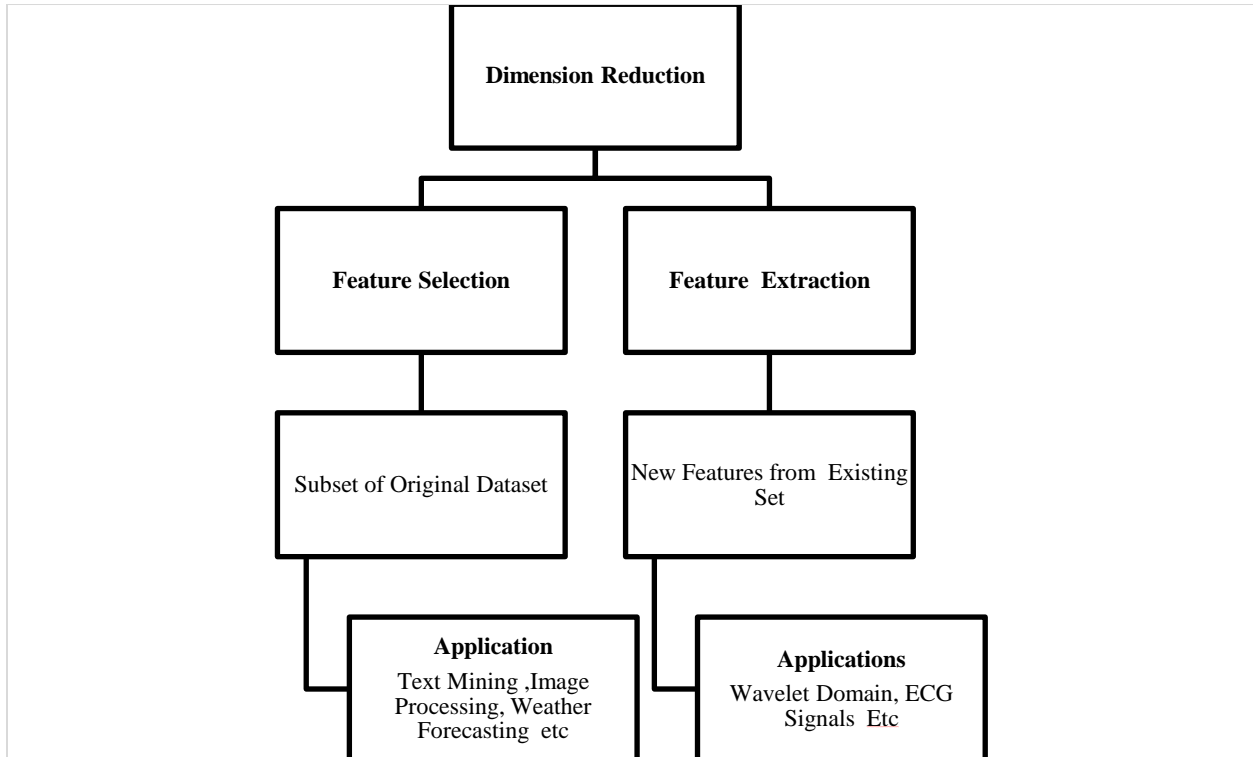 Dimension Reduction
Feature Selection
Feature  Extraction
Subset of Original Dataset
New Features from  Existing
Set
Application
Text Mining ,Image
Processing, Weather
Forecasting  etc
Applications
Wavelet Domain, ECG
Signals  Etc